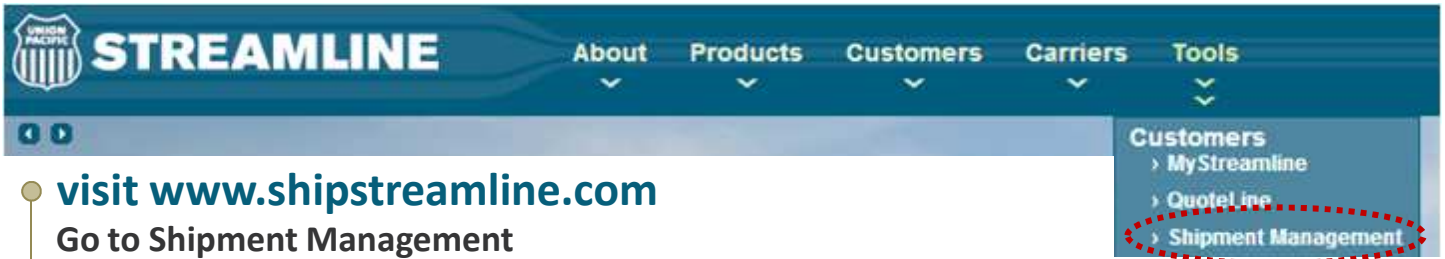 UNION
PACIFIC
STREAMLINE
About Products Customers Carriers Tools
Customers
› MyStreamline
› QuoteLine
› Shipment Management
visit www.shipstreamline.com
Go to Shipment Management